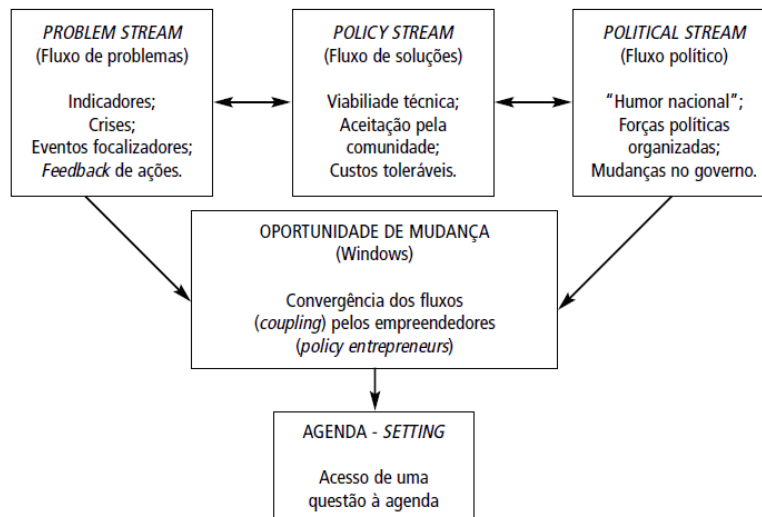 PROBLEM STREAM
(Fluxo de problemas)
Indicadores;
Crises;
Eventos focalizadores;
Feedback de ações.
POLICY STREAM
(Fluxo de soluções)
Viabiliade técnica;
Aceitação pela
comunidade;
Custos toleráveis.
POLITICAL STREAM
(Fluxo político)
“Humor nacional”;
Forças políticas
organizadas;
Mudanças no governo.
OPORTUNIDADE DE MUDANÇA
(Windows)
Convergência dos fluxos
(coupling) pelos empreendedores
(policy entrepreneurs)
AGENDA - SETTING
Acesso de uma
questão à agenda